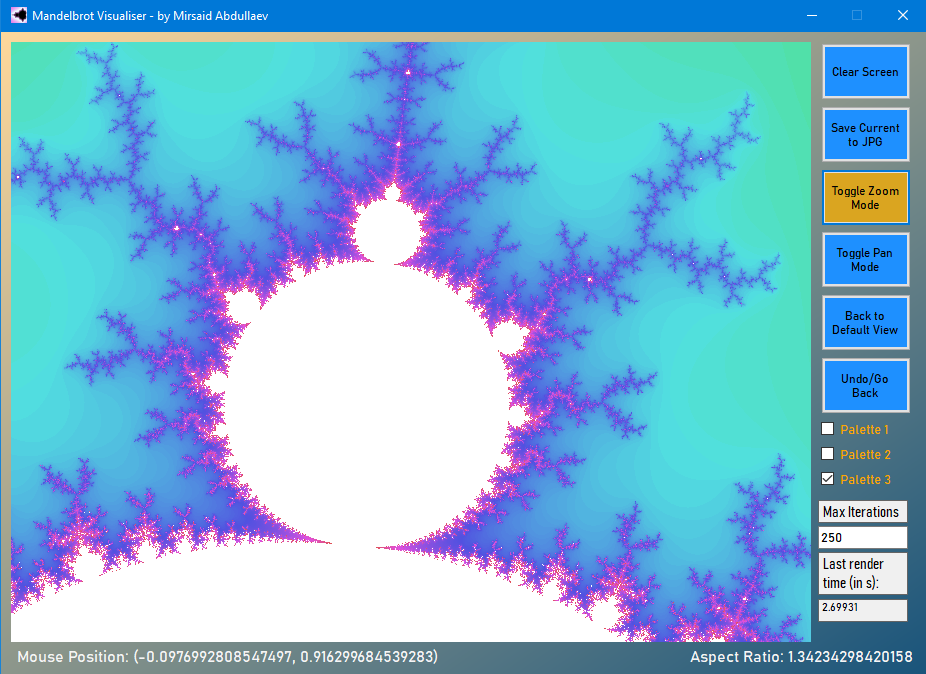 Mandelbrot Visualiser - by Mirsaid Abdullaev
Clear Screen
Save Current
to JPG
Toggle Zoom
Mode
Toggle Pan
Mode
Back to
Default View
Undo/Go
Back
Palette 1
Palette 2
Palette 3
Max Iterations
250
Last render
time (in s):
2.69931
Mouse Position: (-0.0976992808547497, 0.916299684539283)
Aspect Ratio: 1.34234298420158